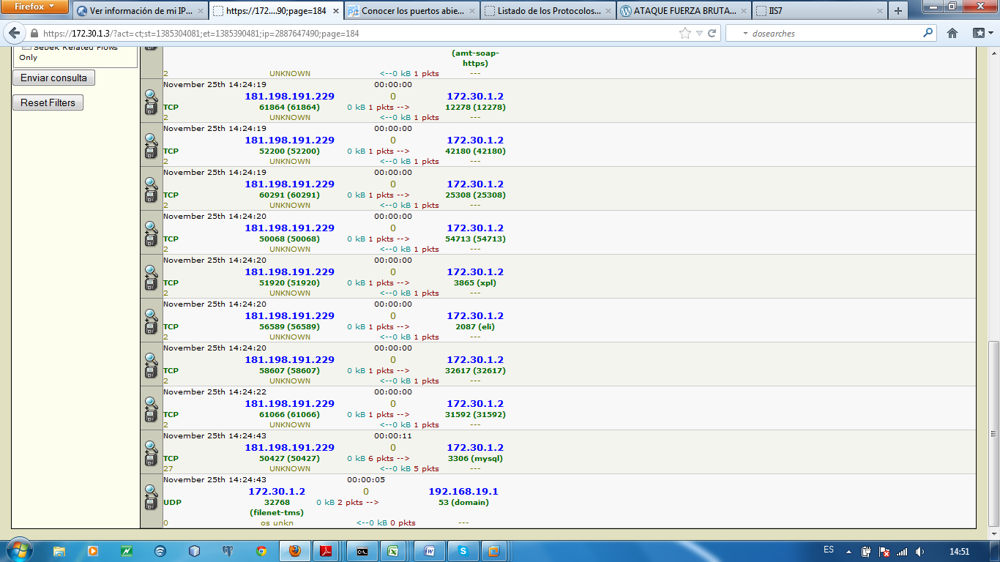 Firefox
Ver información de mi IP...
https://172....90;page=184
Conocer los puertos abie...
Listado de los Protocolos...
ATAQUE FUERZA BRUTA...
IIS7
https://172.30.1.3/?act=ct;st=1385304081;et=1385390481;ip=2887647490;page=184
dosearches
Sebek Related Flows
Only
Enviar consulta
Reset Filters
(amt-soap-
https)
2 UNKNOWN <--0 kB 1 pkts ---
November 25th 14:24:19 00:00:00
181.198.191.229 0 172.30.1.2
TCP 61864 (61864) 0 kB 1 pkts --> 12278 (12278)
2 UNKNOWN <--0 kB 1 pkts ---
November 25th 14:24:19 00:00:00
181.198.191.229 0 172.30.1.2
TCP 52200 (52200) 0 kB 1 pkts --> 42180 (42180)
2 UNKNOWN <--0 kB 1 pkts ---
November 25th 14:24:19 00:00:00
181.198.191.229 0 172.30.1.2
TCP 60291 (60291) 0 kB 1 pkts --> 25308 (25308)
2 UNKNOWN <--0 kB 1 pkts ---
November 25th 14:24:20 00:00:00
181.198.191.229 0 172.30.1.2
TCP 50068 (50068) 0 kB 1 pkts --> 54713 (54713)
2 UNKNOWN <--0 kB 1 pkts ---
November 25th 14:24:20 00:00:00
181.198.191.229 0 172.30.1.2
TCP 51920 (51920) 0 kB 1 pkts --> 3865 (xpl)
2 UNKNOWN <--0 kB 1 pkts ---
November 25th 14:24:20 00:00:00
181.198.191.229 0 172.30.1.2
TCP 56589 (56589) 0 kB 1 pkts --> 2087 (eli)
2 UNKNOWN <--0 kB 1 pkts ---
November 25th 14:24:20 00:00:00
181.198.191.229 0 172.30.1.2
TCP 58607 (58607) 0 kB 1 pkts --> 32617 (32617)
2 UNKNOWN <--0 kB 1 pkts ---
November 25th 14:24:22 00:00:00
181.198.191.229 0 172.30.1.2
TCP 61066 (61066) 0 kB 1 pkts --> 31592 (31592)
2 UNKNOWN <--0 kB 1 pkts ---
November 25th 14:24:43 00:00:11
181.198.191.229 0 172.30.1.2
TCP 50427 (50427) 0 kB 6 pkts --> 3306 (mysql)
27 UNKNOWN <--0 kB 5 pkts ---
November 25th 14:24:43 00:00:05
172.30.1.2 0 192.168.19.1
UDP 32768 0 kB 2 pkts --> 53 (domain)
(filenet-tms)
0 os unkn <--0 kB 0 pkts ---
ES 14:51